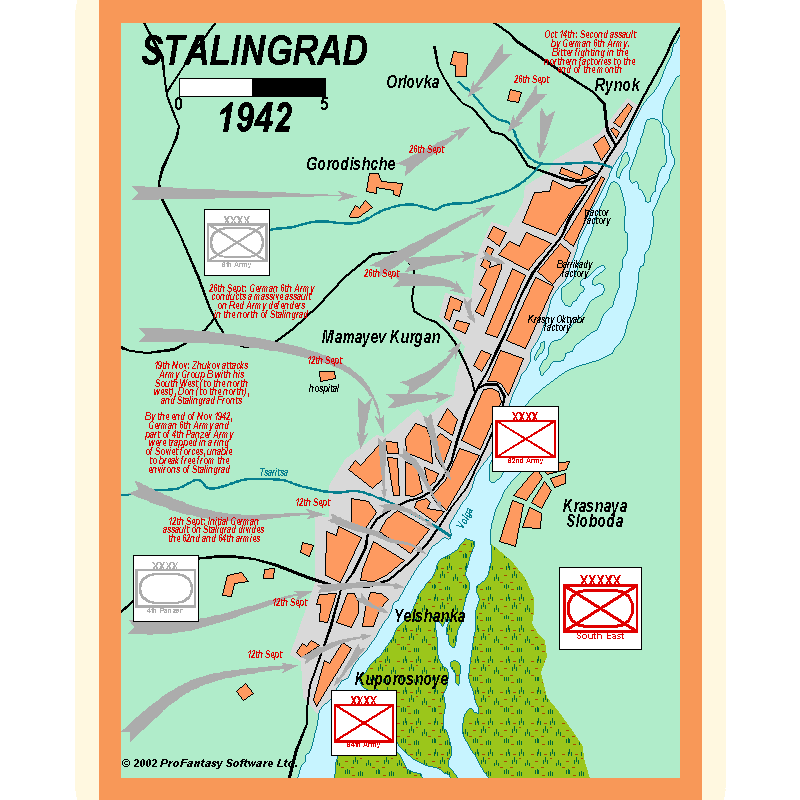 STALINGRAD
0 5
1942
Oct 14th: Second assault
by German 6th Army.
Bitter fighting in the
northern factories to the
end of the month
Rynok
Orlovka
26th Sept
26th Sept
Gorodishche
XXXX
6th Army
tractor
factory
Barrikady
factory
26th Sept
26th Sept: German 6th Army
conducts a massive assault
on Red Army defenders
in the north of Stalingrad
Krasny Oktyabr
factory
Mamayev Kurgan
12th Sept
hospital
19th Nov: Zhukov attacks
Army Group B with his
South West (to the north
west), Don (to the north),
and Stalingrad Fronts
By the end of Nov 1942,
German 6th Army and
part of 4th Panzer Army
were trapped in a ring
of Soviet forces, unable
to break free from the
environs of Stalingrad
XXXX
62nd Army
Tsaritsa
12th Sept
Krasnaya
Sloboda
Volga
12th Sept: Initial German
assault on Stalingrad divides
the 62nd and 64th armies
XXXX
4th Panzer
XXXXX
South East
12th Sept
Yelshanka
12th Sept
Kuporosnoye
XXXX
64th Army
© 2002 ProFantasy Software Ltd.